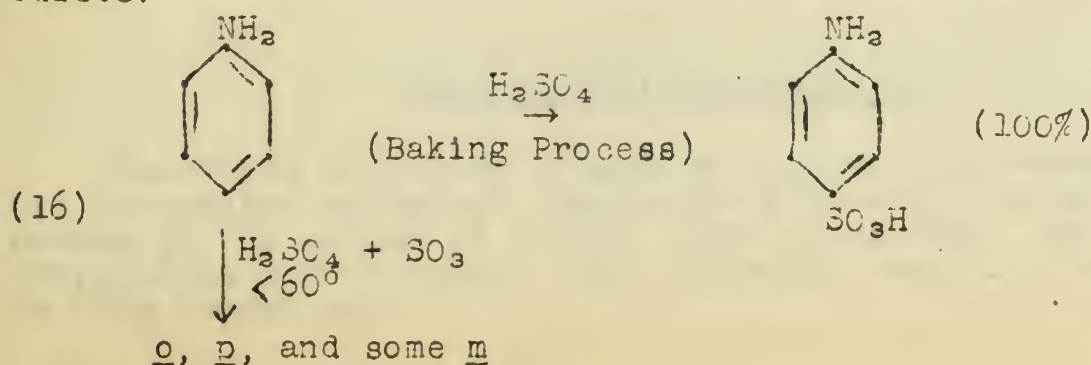 NH₂ NH₂
H₂SO₄
→
(Baking Process) (100%)
(16)
SO₃H
H₂SO₄ + SO₃
<60°
o, p, and some m